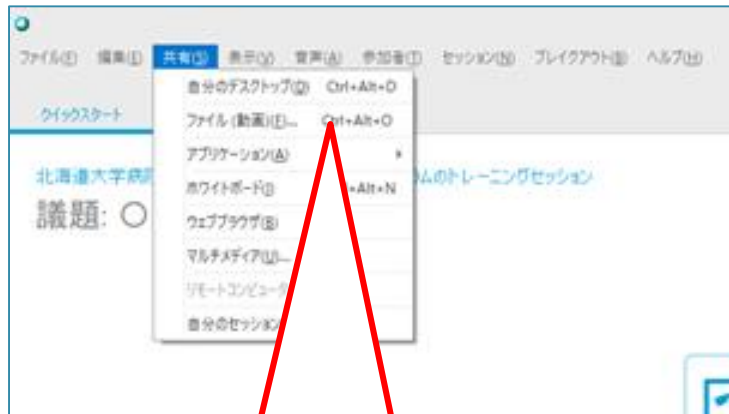 ファイル(F) 編集(E) 共有(S) 表示(V) 音声(A) 参加者(T) セッション(N) ブレイクアウト(B) ヘルプ(H)
クイックスタート
自分のデスクトップ(D) Ctrl+Alt+D
ファイル (動画)(F)... Ctrl+Alt+O
アプリケーション(A)
北海道大学病院
ムのトレーニングセッション
ホワイトボード(I) +Alt+N
議題: 〇
ウェブブラウザ(B)
マルチメディア(U)...
リモートコンピュータ
自分のセッション